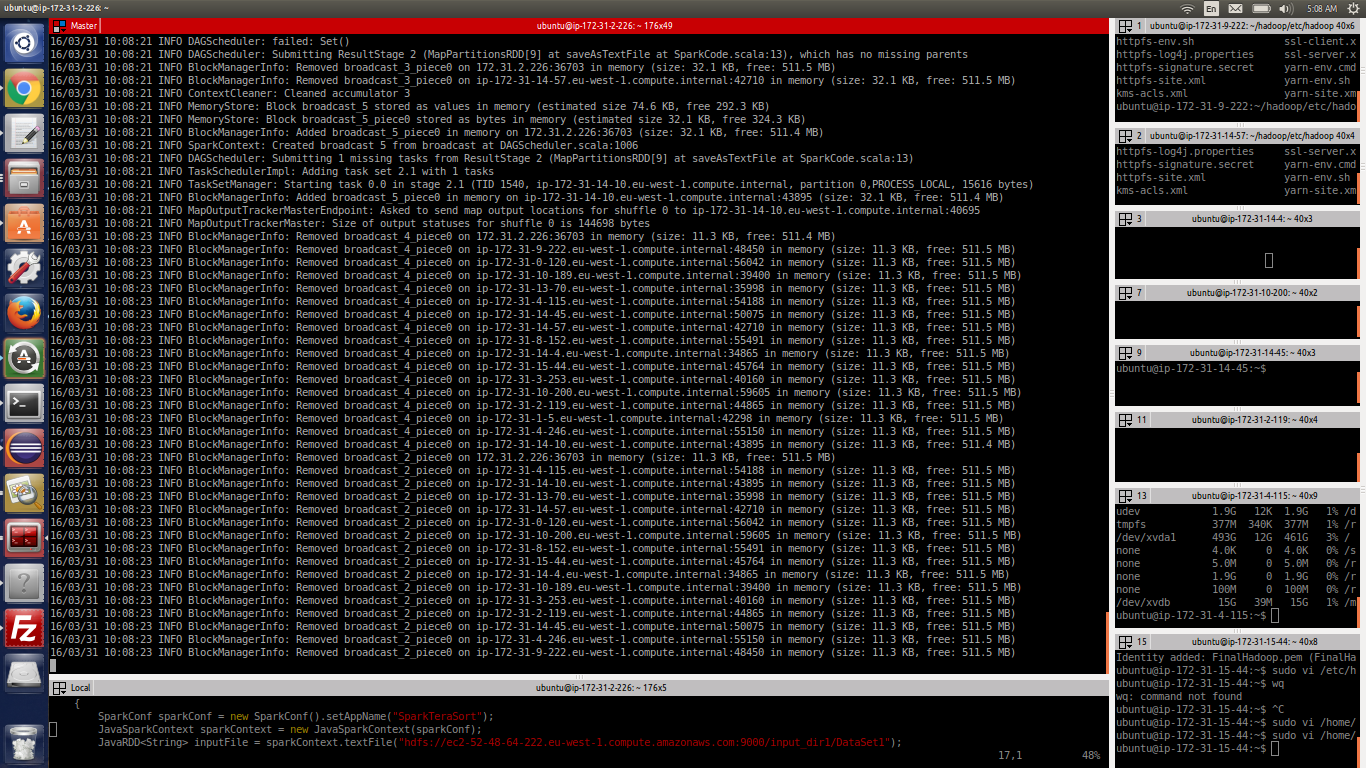 ubuntu@ip-172-31-2-226: ~
En
5:08 AM
Master
ubuntu@ip-172-31-2-226: ~ 176x49
16/03/31 10:08:21 INFO DAGScheduler: failed: Set()
16/03/31 10:08:21 INFO DAGScheduler: Submitting ResultStage 2 (MapPartitionsRDD[9] at saveAsTextFile at SparkCode.scala:13), which has no missing parents
16/03/31 10:08:21 INFO BlockManagerInfo: Removed broadcast_3_piece0 on 172.31.2.226:36703 in memory (size: 32.1 KB, free: 511.5 MB)
16/03/31 10:08:21 INFO BlockManagerInfo: Removed broadcast_3_piece0 on ip-172-31-14-57.eu-west-1.compute.internal:42710 in memory (size: 32.1 KB, free: 511.5 MB)
16/03/31 10:08:21 INFO ContextCleaner: Cleaned accumulator 3
16/03/31 10:08:21 INFO MemoryStore: Block broadcast_5 stored as values in memory (estimated size 74.6 KB, free 292.3 KB)
16/03/31 10:08:21 INFO MemoryStore: Block broadcast_5_piece0 stored as bytes in memory (estimated size 32.1 KB, free 324.3 KB)
16/03/31 10:08:21 INFO BlockManagerInfo: Added broadcast_5_piece0 in memory on 172.31.2.226:36703 (size: 32.1 KB, free: 511.4 MB)
16/03/31 10:08:21 INFO SparkContext: Created broadcast 5 from broadcast at DAGScheduler.scala:1006
16/03/31 10:08:21 INFO DAGScheduler: Submitting 1 missing tasks from ResultStage 2 (MapPartitionsRDD[9] at saveAsTextFile at SparkCode.scala:13)
16/03/31 10:08:21 INFO TaskSchedulerImpl: Adding task set 2.1 with 1 tasks
16/03/31 10:08:21 INFO TaskSetManager: Starting task 0.0 in stage 2.1 (TID 1540, ip-172-31-14-10.eu-west-1.compute.internal, partition 0,PROCESS_LOCAL, 15616 bytes)
16/03/31 10:08:21 INFO BlockManagerInfo: Added broadcast_5_piece0 in memory on ip-172-31-14-10.eu-west-1.compute.internal:43895 (size: 32.1 KB, free: 511.4 MB)
16/03/31 10:08:21 INFO MapOutputTrackerMasterEndpoint: Asked to send map output locations for shuffle 0 to ip-172-31-14-10.eu-west-1.compute.internal:40695
16/03/31 10:08:21 INFO MapOutputTrackerMaster: Size of output statuses for shuffle 0 is 144698 bytes
16/03/31 10:08:23 INFO BlockManagerInfo: Removed broadcast_4_piece0 on 172.31.2.226:36703 in memory (size: 11.3 KB, free: 511.4 MB)
16/03/31 10:08:23 INFO BlockManagerInfo: Removed broadcast_4_piece0 on ip-172-31-9-222.eu-west-1.compute.internal:48450 in memory (size: 11.3 KB, free: 511.5 MB)
16/03/31 10:08:23 INFO BlockManagerInfo: Removed broadcast_4_piece0 on ip-172-31-0-120.eu-west-1.compute.internal:56042 in memory (size: 11.3 KB, free: 511.5 MB)
16/03/31 10:08:23 INFO BlockManagerInfo: Removed broadcast_4_piece0 on ip-172-31-10-189.eu-west-1.compute.internal:39400 in memory (size: 11.3 KB, free: 511.5 MB)
16/03/31 10:08:23 INFO BlockManagerInfo: Removed broadcast_4_piece0 on ip-172-31-13-70.eu-west-1.compute.internal:35998 in memory (size: 11.3 KB, free: 511.5 MB)
16/03/31 10:08:23 INFO BlockManagerInfo: Removed broadcast_4_piece0 on ip-172-31-4-115.eu-west-1.compute.internal:54188 in memory (size: 11.3 KB, free: 511.5 MB)
16/03/31 10:08:23 INFO BlockManagerInfo: Removed broadcast_4_piece0 on ip-172-31-14-45.eu-west-1.compute.internal:50075 in memory (size: 11.3 KB, free: 511.5 MB)
16/03/31 10:08:23 INFO BlockManagerInfo: Removed broadcast_4_piece0 on ip-172-31-14-57.eu-west-1.compute.internal:42710 in memory (size: 11.3 KB, free: 511.5 MB)
16/03/31 10:08:23 INFO BlockManagerInfo: Removed broadcast_4_piece0 on ip-172-31-8-152.eu-west-1.compute.internal:55491 in memory (size: 11.3 KB, free: 511.5 MB)
16/03/31 10:08:23 INFO BlockManagerInfo: Removed broadcast_4_piece0 on ip-172-31-14-4.eu-west-1.compute.internal:34865 in memory (size: 11.3 KB, free: 511.5 MB)
16/03/31 10:08:23 INFO BlockManagerInfo: Removed broadcast_4_piece0 on ip-172-31-15-44.eu-west-1.compute.internal:45764 in memory (size: 11.3 KB, free: 511.5 MB)
16/03/31 10:08:23 INFO BlockManagerInfo: Removed broadcast_4_piece0 on ip-172-31-3-253.eu-west-1.compute.internal:40160 in memory (size: 11.3 KB, free: 511.5 MB)
16/03/31 10:08:23 INFO BlockManagerInfo: Removed broadcast_4_piece0 on ip-172-31-10-200.eu-west-1.compute.internal:59605 in memory (size: 11.3 KB, free: 511.5 MB)
16/03/31 10:08:23 INFO BlockManagerInfo: Removed broadcast_4_piece0 on ip-172-31-2-119.eu-west-1.compute.internal:44865 in memory (size: 11.3 KB, free: 511.5 MB)
16/03/31 10:08:23 INFO BlockManagerInfo: Removed broadcast_4_piece0 on ip-172-31-1-5.eu-west-1.compute.internal:42298 in memory (size: 11.3 KB, free: 511.5 MB)
16/03/31 10:08:23 INFO BlockManagerInfo: Removed broadcast_4_piece0 on ip-172-31-4-246.eu-west-1.compute.internal:55150 in memory (size: 11.3 KB, free: 511.5 MB)
16/03/31 10:08:23 INFO BlockManagerInfo: Removed broadcast_4_piece0 on ip-172-31-14-10.eu-west-1.compute.internal:43895 in memory (size: 11.3 KB, free: 511.4 MB)
16/03/31 10:08:23 INFO BlockManagerInfo: Removed broadcast_2_piece0 on 172.31.2.226:36703 in memory (size: 11.3 KB, free: 511.5 MB)
16/03/31 10:08:23 INFO BlockManagerInfo: Removed broadcast_2_piece0 on ip-172-31-4-115.eu-west-1.compute.internal:54188 in memory (size: 11.3 KB, free: 511.5 MB)
16/03/31 10:08:23 INFO BlockManagerInfo: Removed broadcast_2_piece0 on ip-172-31-14-10.eu-west-1.compute.internal:43895 in memory (size: 11.3 KB, free: 511.5 MB)
16/03/31 10:08:23 INFO BlockManagerInfo: Removed broadcast_2_piece0 on ip-172-31-13-70.eu-west-1.compute.internal:35998 in memory (size: 11.3 KB, free: 511.5 MB)
16/03/31 10:08:23 INFO BlockManagerInfo: Removed broadcast_2_piece0 on ip-172-31-14-57.eu-west-1.compute.internal:42710 in memory (size: 11.3 KB, free: 511.5 MB)
16/03/31 10:08:23 INFO BlockManagerInfo: Removed broadcast_2_piece0 on ip-172-31-0-120.eu-west-1.compute.internal:56042 in memory (size: 11.3 KB, free: 511.5 MB)
16/03/31 10:08:23 INFO BlockManagerInfo: Removed broadcast_2_piece0 on ip-172-31-10-200.eu-west-1.compute.internal:59605 in memory (size: 11.3 KB, free: 511.5 MB)
16/03/31 10:08:23 INFO BlockManagerInfo: Removed broadcast_2_piece0 on ip-172-31-8-152.eu-west-1.compute.internal:55491 in memory (size: 11.3 KB, free: 511.5 MB)
16/03/31 10:08:23 INFO BlockManagerInfo: Removed broadcast_2_piece0 on ip-172-31-15-44.eu-west-1.compute.internal:45764 in memory (size: 11.3 KB, free: 511.5 MB)
16/03/31 10:08:23 INFO BlockManagerInfo: Removed broadcast_2_piece0 on ip-172-31-14-4.eu-west-1.compute.internal:34865 in memory (size: 11.3 KB, free: 511.5 MB)
16/03/31 10:08:23 INFO BlockManagerInfo: Removed broadcast_2_piece0 on ip-172-31-10-189.eu-west-1.compute.internal:39400 in memory (size: 11.3 KB, free: 511.5 MB)
16/03/31 10:08:23 INFO BlockManagerInfo: Removed broadcast_2_piece0 on ip-172-31-3-253.eu-west-1.compute.internal:40160 in memory (size: 11.3 KB, free: 511.5 MB)
16/03/31 10:08:23 INFO BlockManagerInfo: Removed broadcast_2_piece0 on ip-172-31-2-119.eu-west-1.compute.internal:44865 in memory (size: 11.3 KB, free: 511.5 MB)
16/03/31 10:08:23 INFO BlockManagerInfo: Removed broadcast_2_piece0 on ip-172-31-14-45.eu-west-1.compute.internal:50075 in memory (size: 11.3 KB, free: 511.5 MB)
16/03/31 10:08:23 INFO BlockManagerInfo: Removed broadcast_2_piece0 on ip-172-31-4-246.eu-west-1.compute.internal:55150 in memory (size: 11.3 KB, free: 511.5 MB)
16/03/31 10:08:23 INFO BlockManagerInfo: Removed broadcast_2_piece0 on ip-172-31-9-222.eu-west-1.compute.internal:48450 in memory (size: 11.3 KB, free: 511.5 MB)
Local
ubuntu@ip-172-31-2-226: ~ 176x5
{
SparkConf sparkConf = new SparkConf().setAppName("SparkTeraSort");
JavaSparkContext sparkContext = new JavaSparkContext(sparkConf);
JavaRDD<String> inputFile = sparkContext.textFile("hdfs://ec2-52-48-64-222.eu-west-1.compute.amazonaws.com:9000/input_dir1/DataSet1");
17,1 48%
1 ubuntu@ip-172-31-9-222: ~/hadoop/etc/hadoop 40x6
httpfs-env.sh ssl-client.x
httpfs-log4j.properties ssl-server.x
httpfs-signature.secret yarn-env.cmd
httpfs-site.xml yarn-env.sh
kms-acls.xml yarn-site.xm
ubuntu@ip-172-31-9-222:~/hadoop/etc/hado
2 ubuntu@ip-172-31-14-57: ~/hadoop/etc/hadoop 40x4
httpfs-log4j.properties ssl-server.x
httpfs-signature.secret yarn-env.cmd
httpfs-site.xml yarn-env.sh
kms-acls.xml yarn-site.xm
3 ubuntu@ip-172-31-14-4: ~ 40x3
7 ubuntu@ip-172-31-10-200: ~ 40x2
9 ubuntu@ip-172-31-14-45: ~ 40x3
ubuntu@ip-172-31-14-45:~$
11 ubuntu@ip-172-31-2-119: ~ 40x4
13 ubuntu@ip-172-31-4-115: ~ 40x9
udev 1.9G 12K 1.9G 1% /d
tmpfs 377M 340K 377M 1% /r
/dev/xvda1 493G 12G 461G 3% /
none 4.0K 0 4.0K 0% /s
none 5.0M 0 5.0M 0% /r
none 1.9G 0 1.9G 0% /r
none 100M 0 100M 0% /r
/dev/xvdb 15G 39M 15G 1% /m
ubuntu@ip-172-31-4-115:~$
15 ubuntu@ip-172-31-15-44: ~ 40x8
Identity added: FinalHadoop.pem (FinalHa
ubuntu@ip-172-31-15-44:~$ sudo vi /etc/h
ubuntu@ip-172-31-15-44:~$ wq
wq: command not found
ubuntu@ip-172-31-15-44:~$ ^C
ubuntu@ip-172-31-15-44:~$ sudo vi /home/
ubuntu@ip-172-31-15-44:~$ sudo vi /home/
ubuntu@ip-172-31-15-44:~$